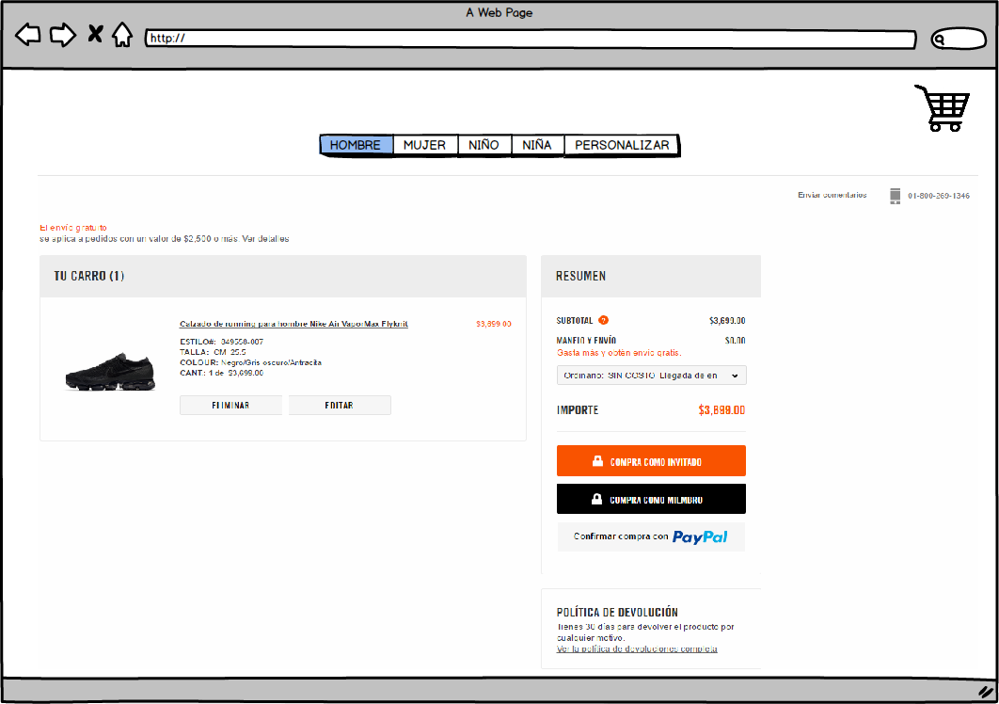 A Web Page
http://
HOMBRE MUJER NIÑO NIÑA PERSONALIZAR
Enviar comentarios 01-800-269-1346
El envío gratuito
se aplica a pedidos con un valor de $2,500 o más. Ver detalles
TU CARRO (1)
Calzado de running para hombre Nike Air VaporMax Flyknit $3,699.00
ESTILO#: 849558-007
TALLA: CM 25.5
COLOUR: Negro/Gris oscuro/Antracita
CANT.: 1 de $3,699.00
ELIMINAR EDITAR
RESUMEN
SUBTOTAL ? $3,699.00
MANEJO Y ENVÍO $0.00
Gasta más y obtén envío gratis.
Ordinario: SIN COSTO Llegada de en
IMPORTE $3,699.00
COMPRA COMO INVITADO
COMPRA COMO MIEMBRO
Confirmar compra con PayPal
POLÍTICA DE DEVOLUCIÓN
Tienes 30 días para devolver el producto por
cualquier motivo.
Ver la política de devoluciones completa